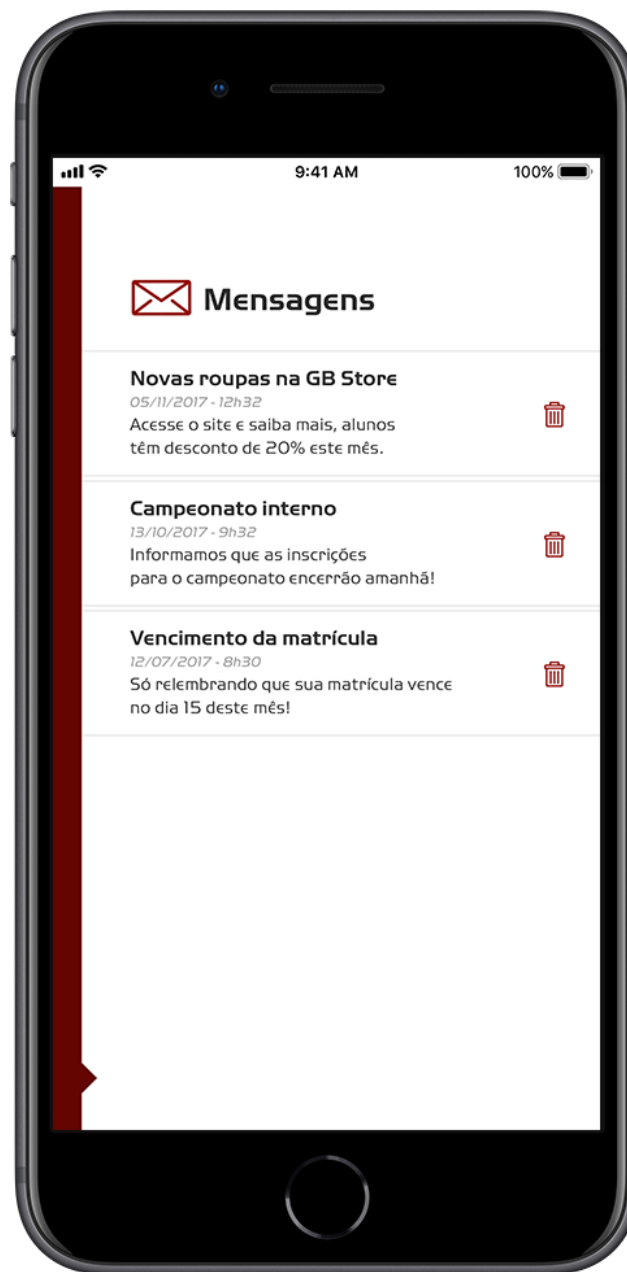 9:41 AM
100%
Mensagens
Novas roupas na GB Store
05/11/2017 - 12h32
Acesse o site e saiba mais, alunos
têm desconto de 20% este mês.
Campeonato interno
13/10/2017 - 9h32
Informamos que as inscrições
para o campeonato encerrão amanhã!
Vencimento da matrícula
12/07/2017 - 8h30
Só relembrando que sua matrícula vence
no dia 15 deste mês!